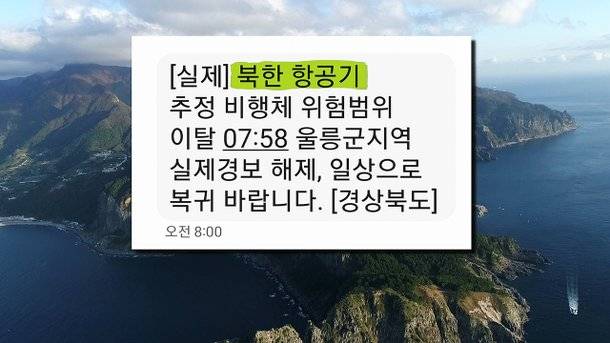 [실제] 북한 항공기
추정 비행체 위험범위
이탈 07:58 울릉군지역
실제경보 해제, 일상으로
복귀 바랍니다. [경상북도]
오전 8:00